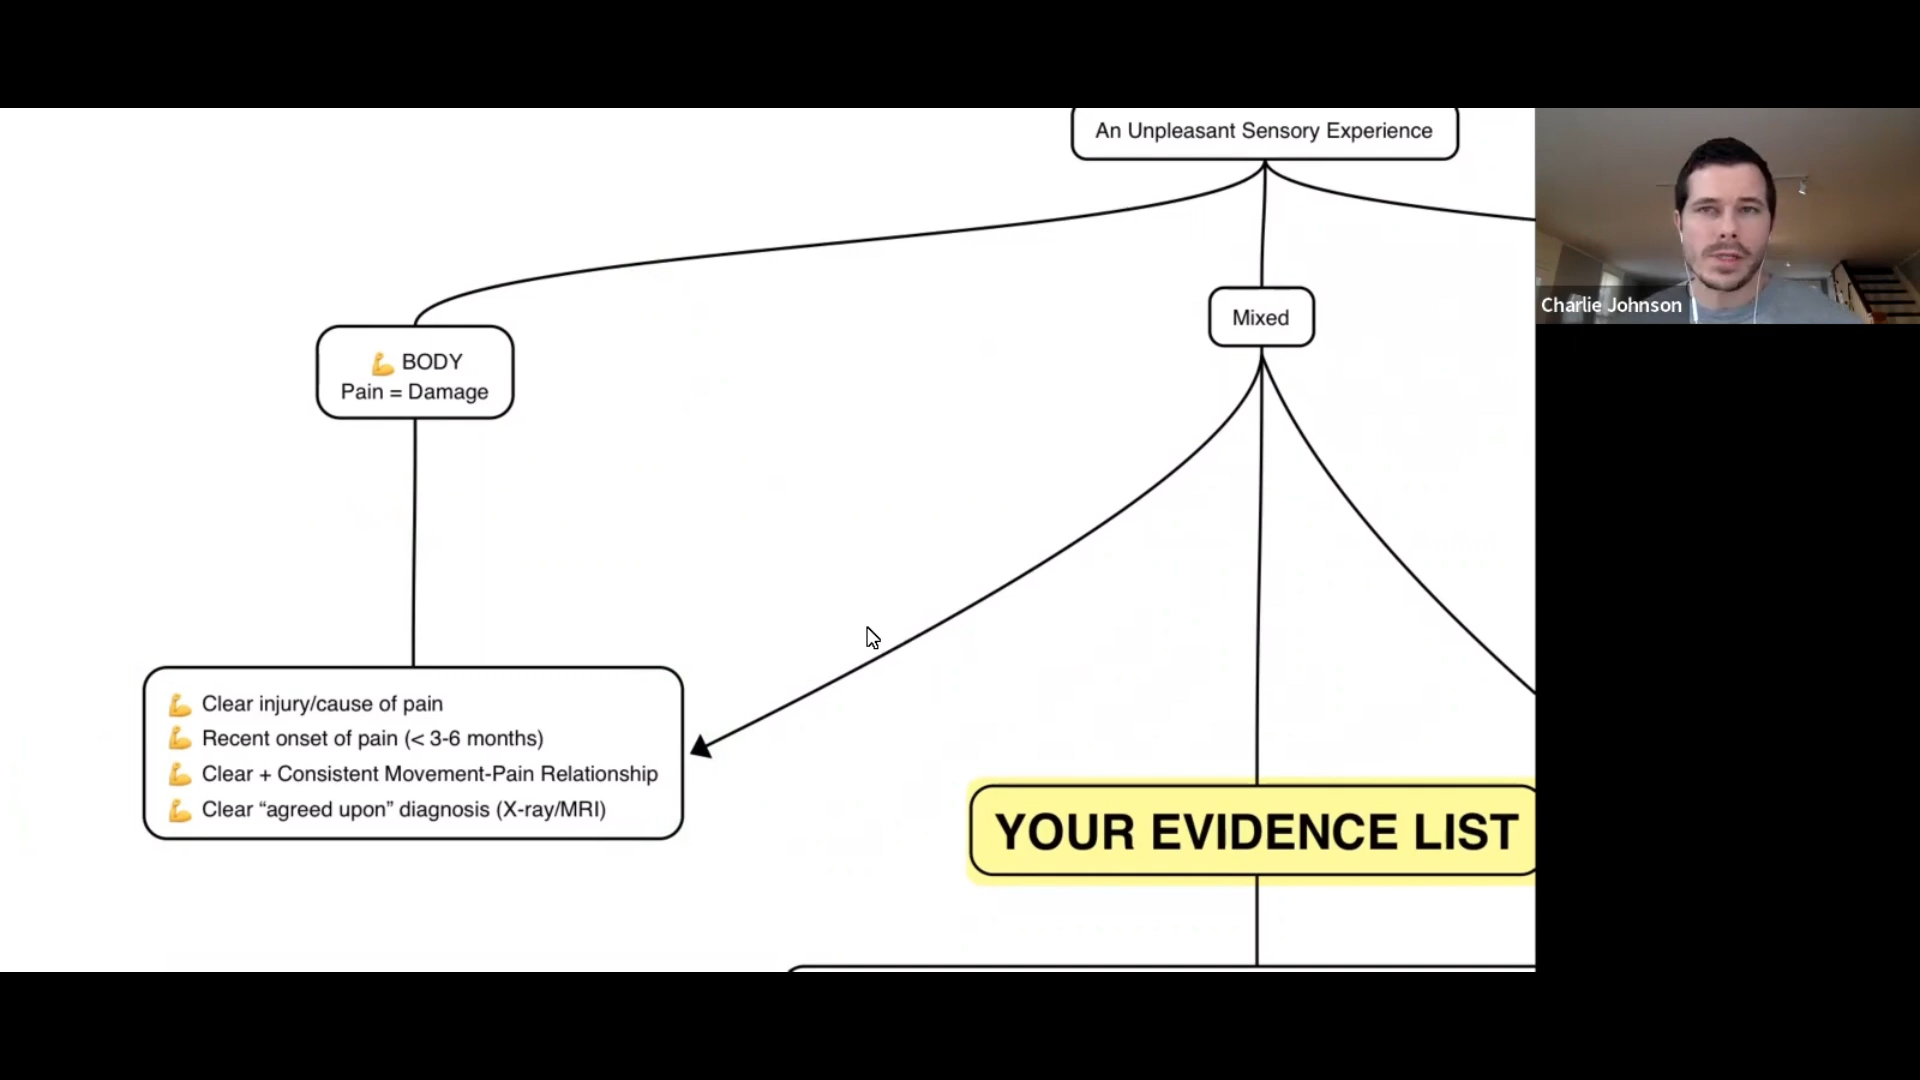 An Unpleasant Sensory Experience
Charlie Johnson
Mixed
💪 BODY
Pain = Damage
💪 Clear injury/cause of pain
💪 Recent onset of pain (< 3-6 months)
💪 Clear + Consistent Movement-Pain Relationship
💪 Clear “agreed upon” diagnosis (X-ray/MRI)
YOUR EVIDENCE LIST